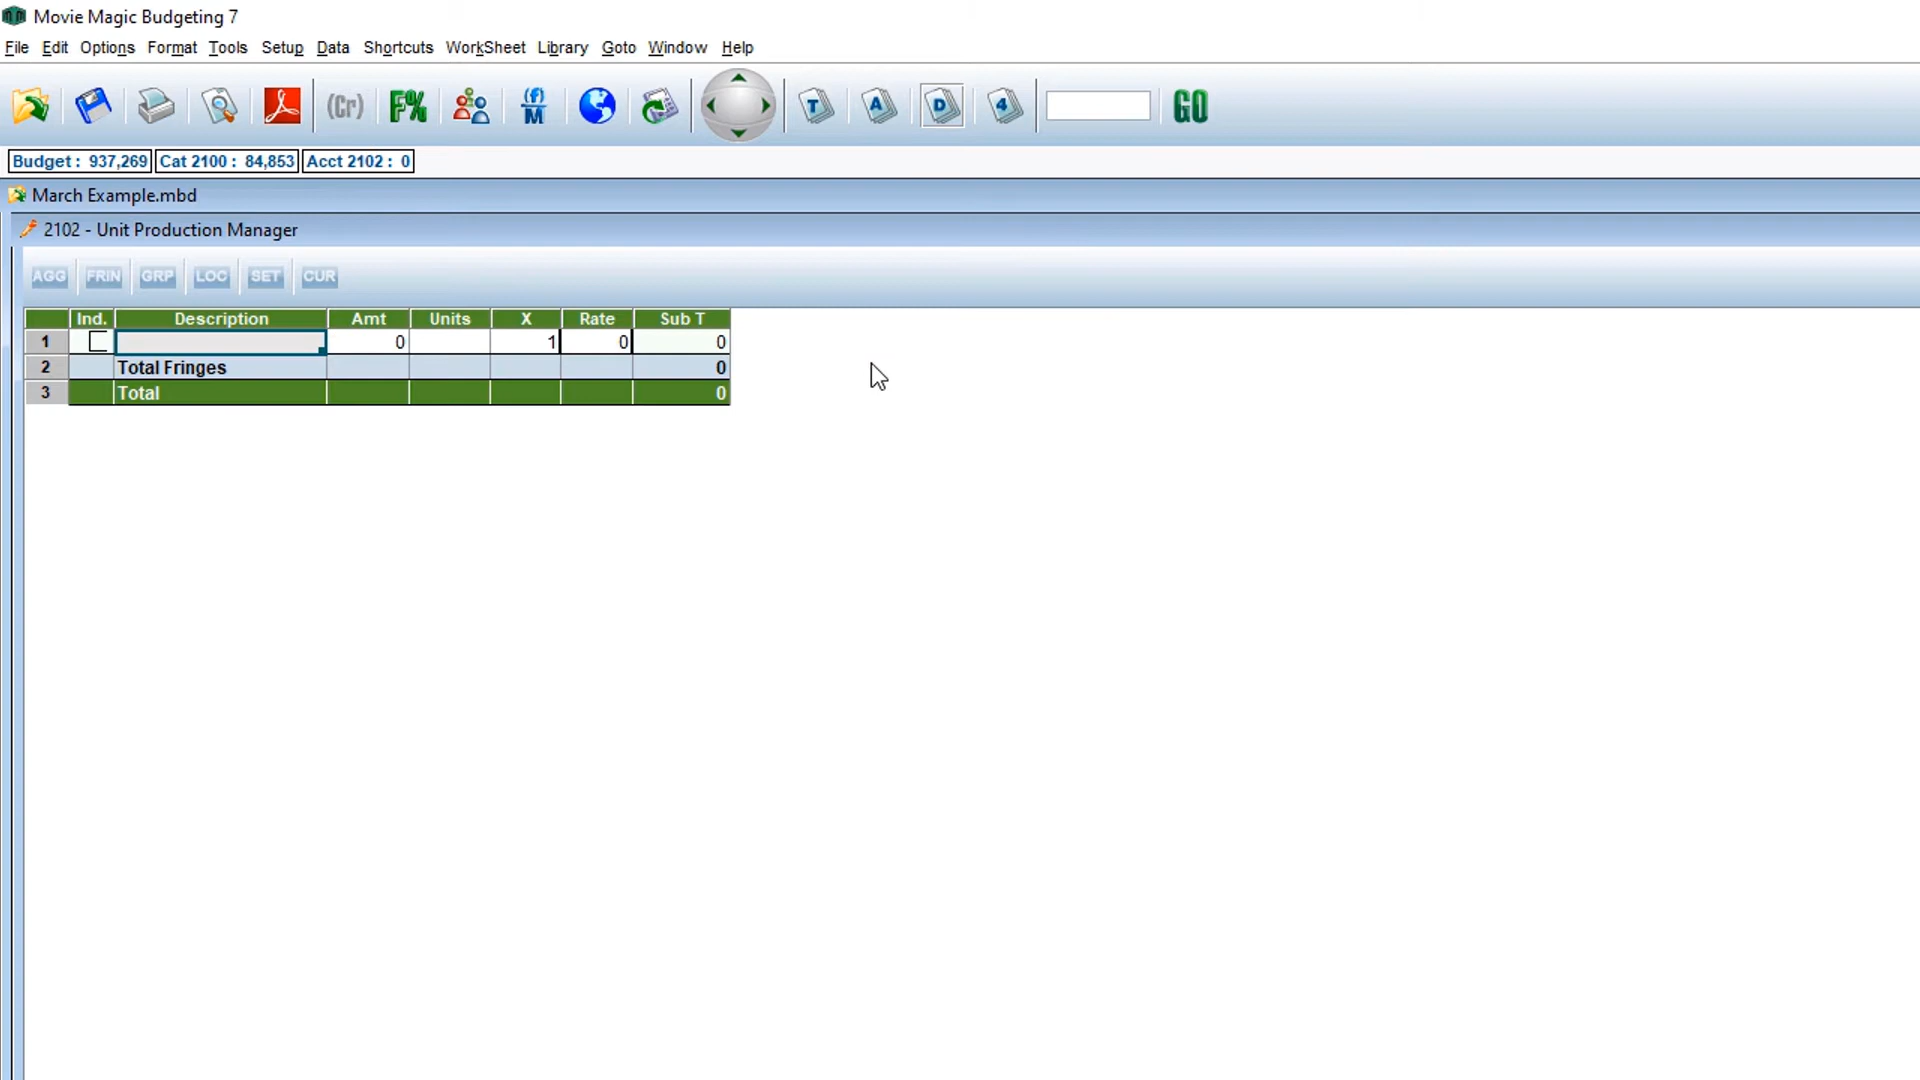 Movie Magic Budgeting 7
File Edit Options Format Tools Setup Data Shortcuts WorkSheet Library Goto Window Help
(Cr) F% (f) M T A D 4 GO
Budget : 937,269 Cat 2100 : 84,853 Acct 2102 : 0
March Example.mbd
2102 - Unit Production Manager
AGG FRIN GRP LOC SET CUR
Ind. Description Amt Units X Rate Sub T
1 0 1 0 0
2 Total Fringes 0
3 Total 0